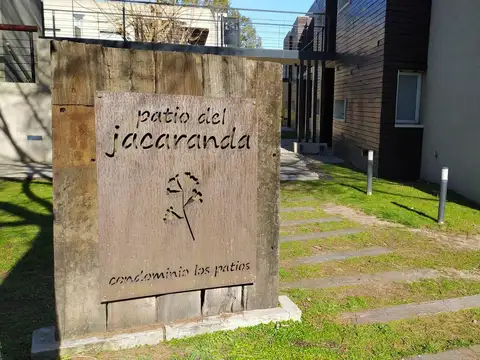 patio del
jacaranda
condominio los patios